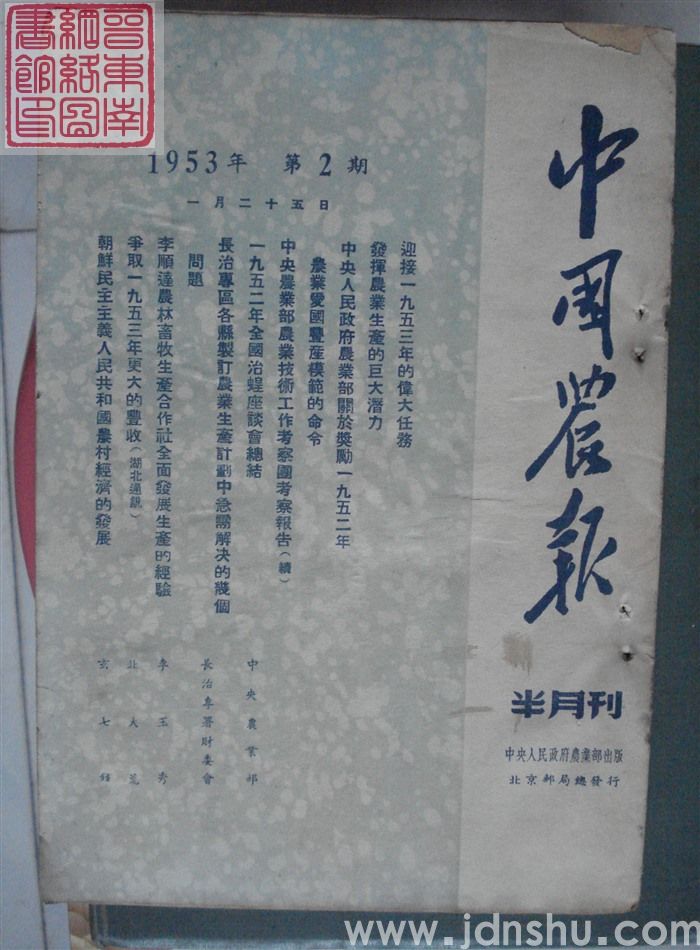 晉東南
網絡圖
書館印
中国農报
半月刊
中央人民政府農業部出版
北京郵局總發行
1953年 第2期
一月二十五日
迎接一九五三年的偉大任務
發揮農業生產的巨大潛力
中央人民政府農業部關於奬勵一九五二年
農業愛國豐産模範的命令
中央農業部農業技術工作考察團考察報告(續)
一九五二年全國治蝗座談會總結
中央農業部
長治專區各縣製訂農業生產計劃中急需解决的幾個
問題
長治專署財委會
李順達農林畜牧生產合作社全面發展生產的經驗
李玉秀
爭取一九五三年更大的豐收(湖北通訊)
北大荒
朝鮮民主主義人民共和國農村經濟的發展
玄七鍾
www.jdnshu.com